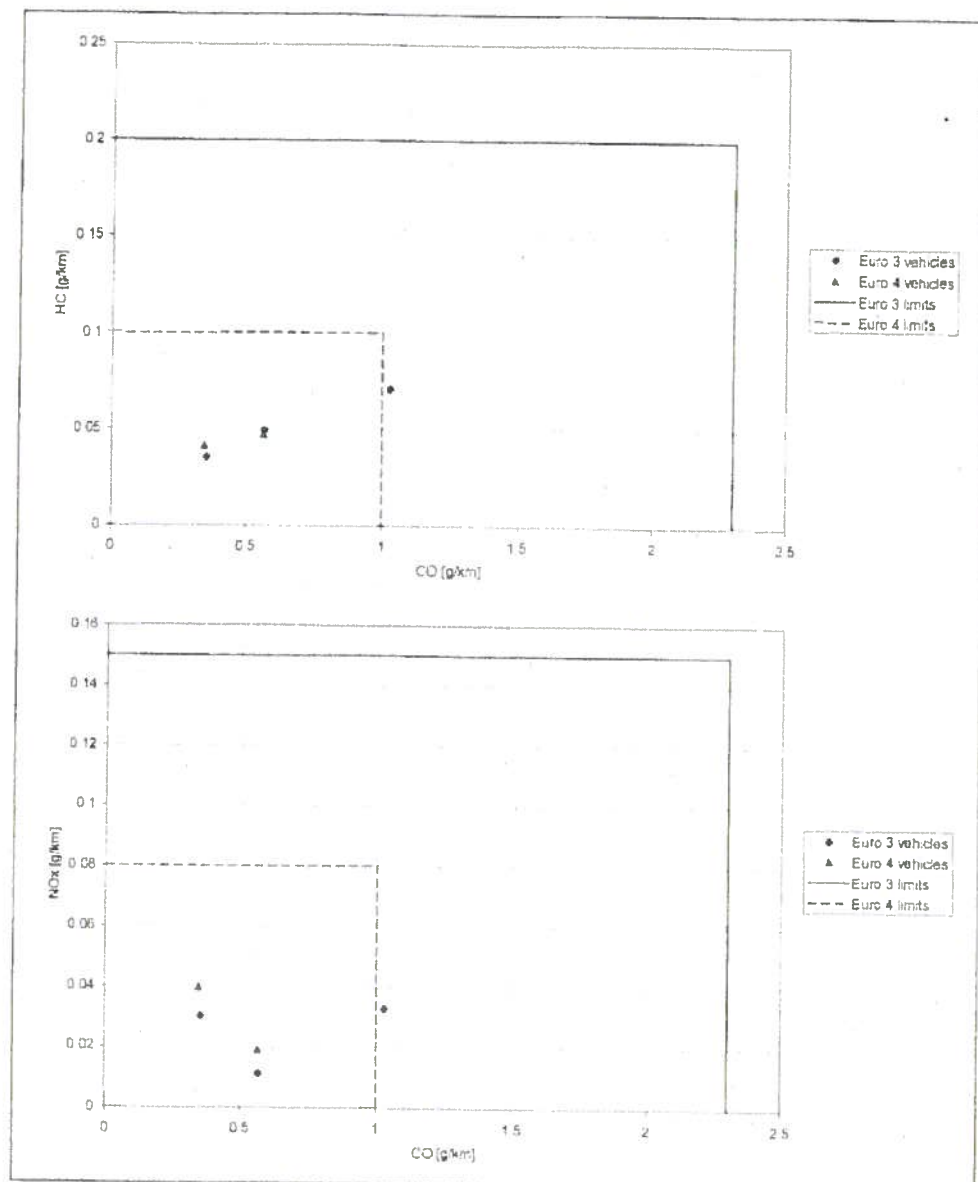 0.25
0.2
0.15
0.1
0.05
0
HC [g/km]
0 0.5 1 1.5 2 2.5
CO [g/km]
Euro 3 vehicles
Euro 4 vehicles
Euro 3 limits
Euro 4 limits
0.16
0.14
0.12
0.1
0.08
0.06
0.04
0.02
0
NOx [g/km]
0 0.5 1 1.5 2 2.5
CO [g/km]
Euro 3 vehicles
Euro 4 vehicles
Euro 3 limits
Euro 4 limits